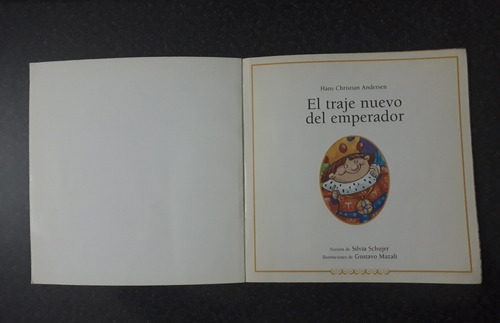 Hans Christian Andersen
El traje nuevo
del emperador
Versión de Silvia Schujer
Ilustraciones de Gustavo Mazali